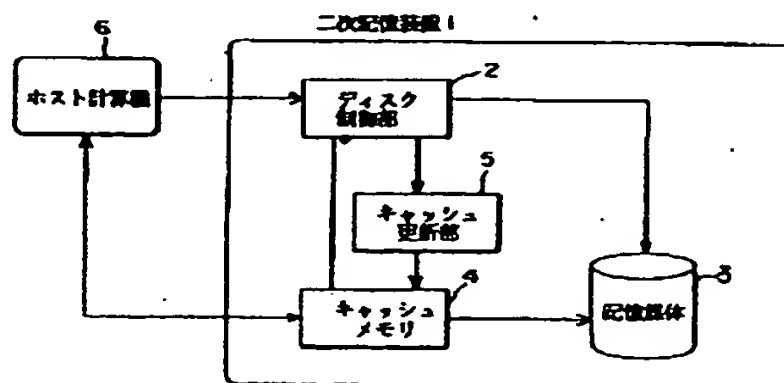 二次記憶装置1
6
ホスト計算機
2
ディスク
制御部
5
キャッシュ
更新部
4
キャッシュ
メモリ
3
記憶媒体